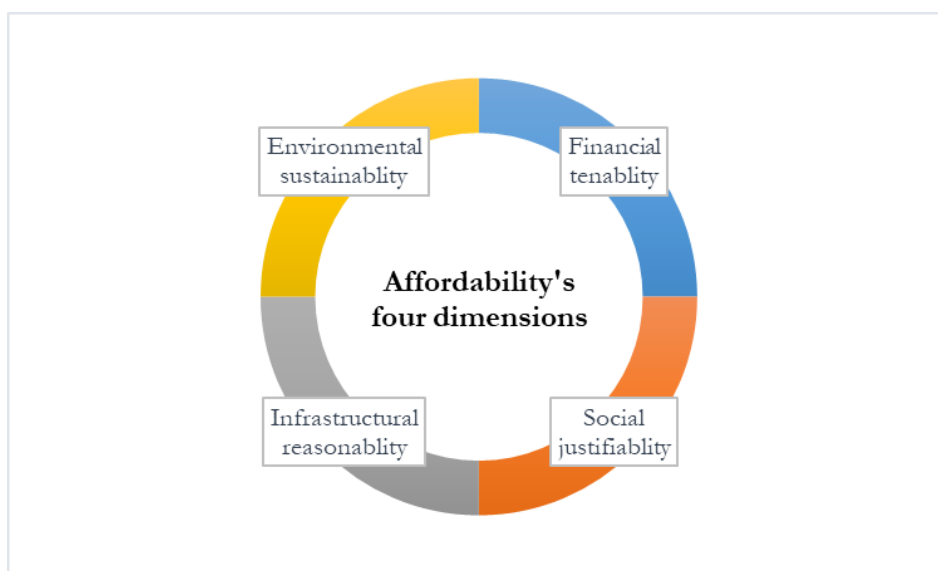 Environmental
sustainablity
Financial
tenablity
Affordability's
four dimensions
Infrastructural
reasonablity
Social
justifiablity